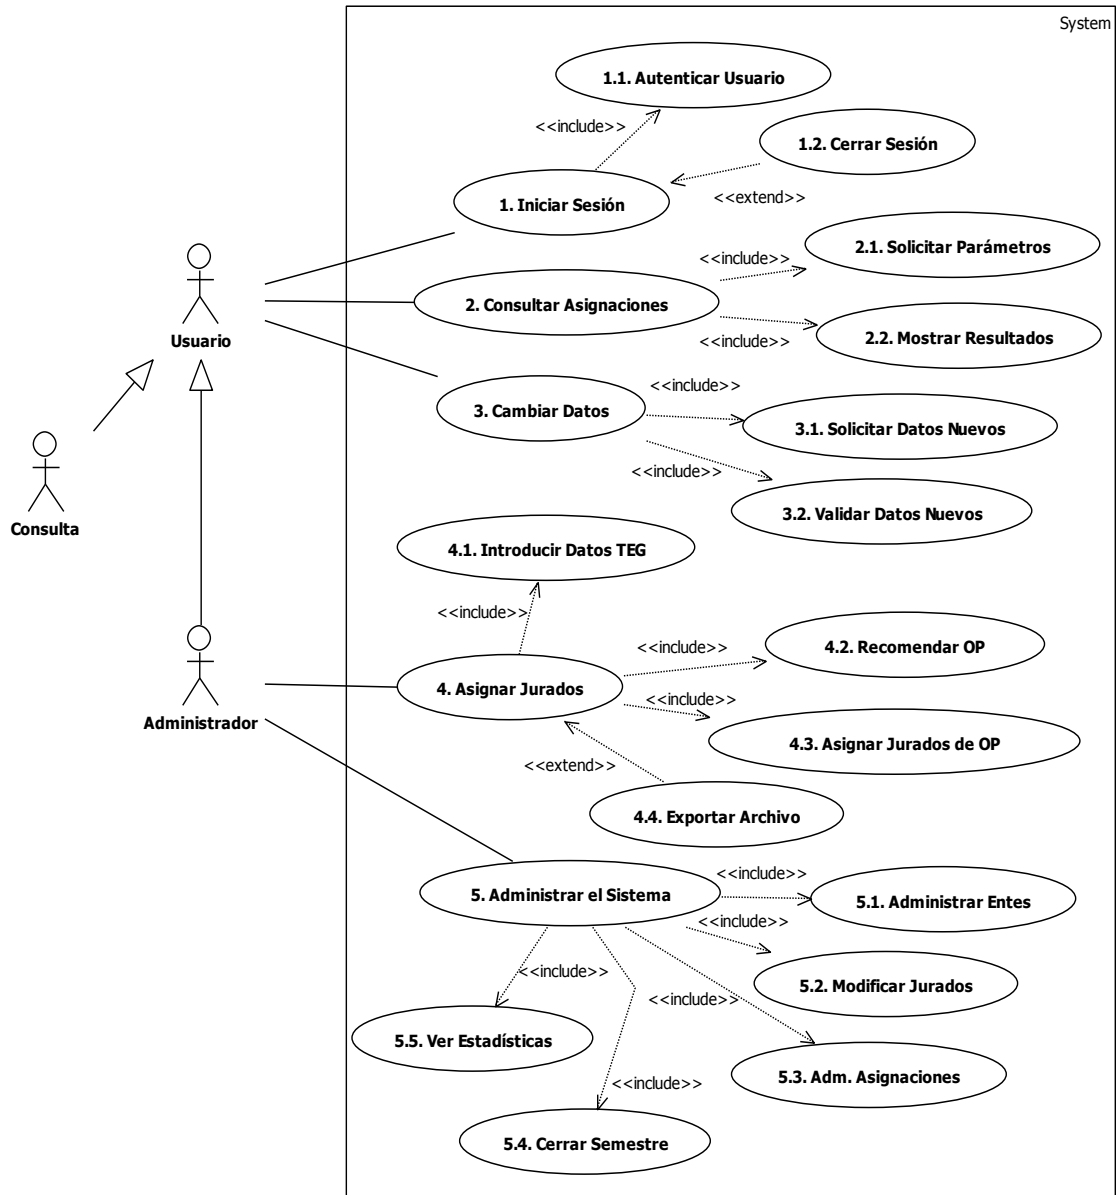 System
1.1. Autenticar Usuario
<<include>>
1.2. Cerrar Sesión
<<extend>>
1. Iniciar Sesión
2.1. Solicitar Parámetros
<<include>>
2. Consultar Asignaciones
Usuario
2.2. Mostrar Resultados
<<include>>
<<include>>
3. Cambiar Datos
3.1. Solicitar Datos Nuevos
<<include>>
3.2. Validar Datos Nuevos
Consulta
4.1. Introducir Datos TEG
<<include>>
4.2. Recomendar OP
<<include>>
4. Asignar Jurados
<<include>>
Administrador
4.3. Asignar Jurados de OP
<<extend>>
4.4. Exportar Archivo
<<include>>
5. Administrar el Sistema
5.1. Administrar Entes
<<include>>
5.2. Modificar Jurados
<<include>>
<<include>>
5.5. Ver Estadísticas
5.3. Adm. Asignaciones
<<include>>
5.4. Cerrar Semestre